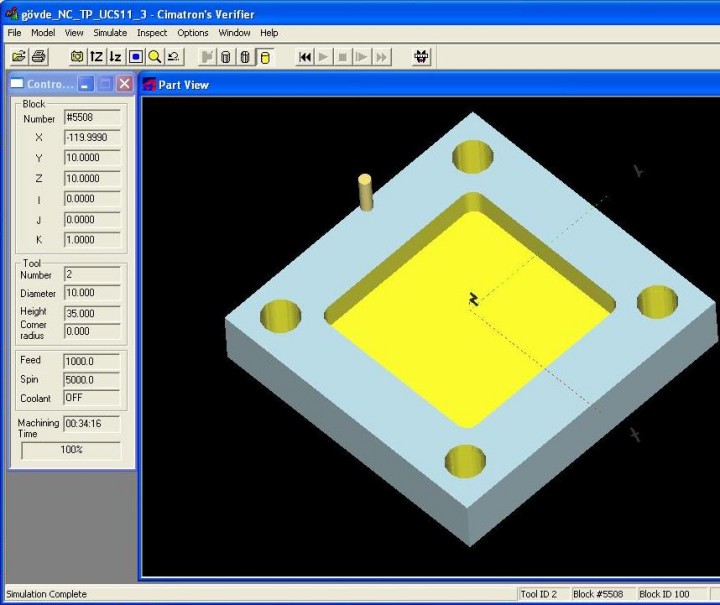 gövde_NC_TP_UCS11_3 - Cimatron's Verifier
File Model View Simulate Inspect Options Window Help
Contro...
Part View
Block
Number #5508
X -119.9990
Y 10.0000
Z 10.0000
I 0.0000
J 0.0000
K 1.0000
Tool
Number 2
Diameter 10.000
Height 35.000
Corner radius 0.000
Feed 1000.0
Spin 5000.0
Coolant OFF
Machining Time 00:34:16
100%
Y
Z
X
Simulation Complete Tool ID 2 Block #5508 Block ID 100